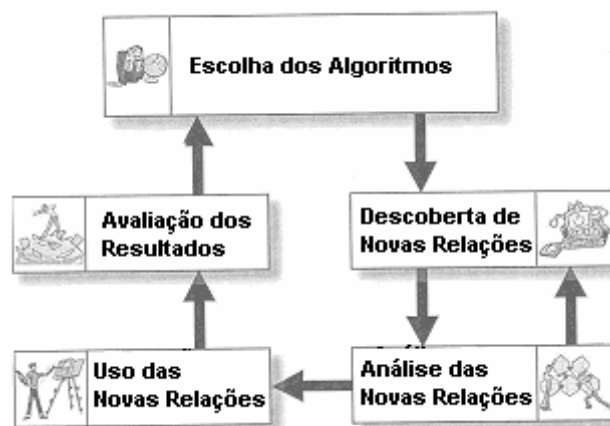 Escolha dos Algoritmos
Avaliação dos
Resultados
Descoberta de
Novas Relações
Uso das
Novas Relações
Análise das
Novas Relações